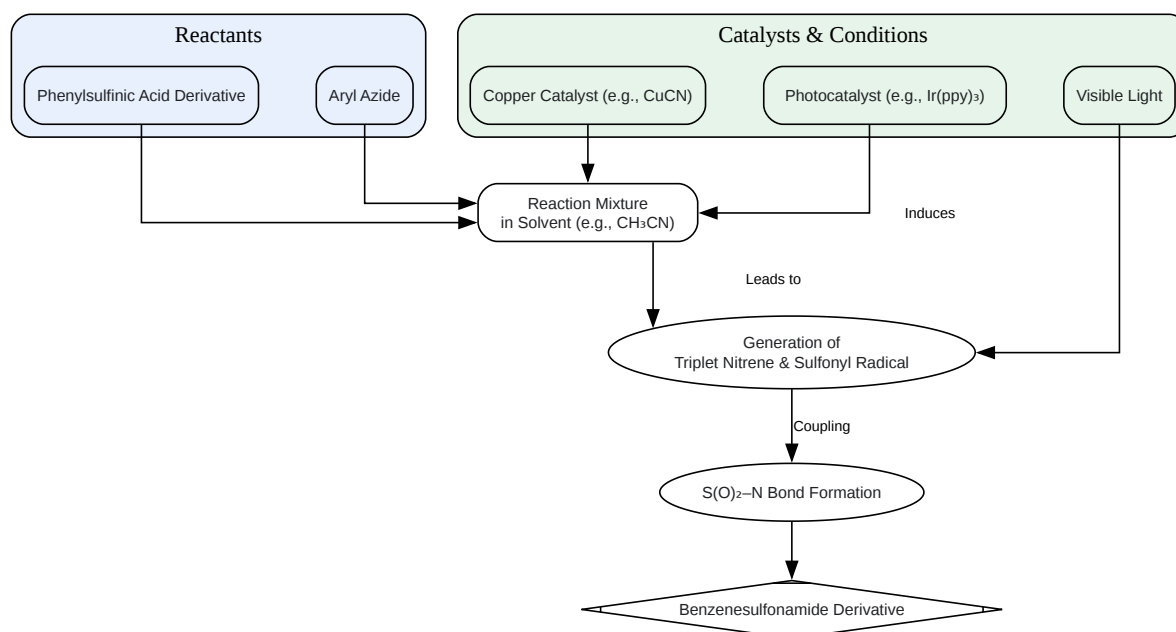 Reactants
Catalysts & Conditions
Phenylsulfinic Acid Derivative
Aryl Azide
Copper Catalyst (e.g., CuCN)
Photocatalyst (e.g., Ir(ppy)₃)
Visible Light
Reaction Mixture
in Solvent (e.g., CH₃CN)
Induces
Leads to
Generation of
Triplet Nitrene & Sulfonyl Radical
Coupling
S(O)₂–N Bond Formation
Benzenesulfonamide Derivative